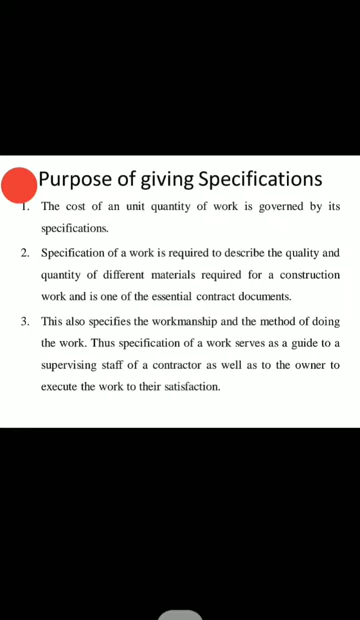 Purpose of giving Specifications
1. The cost of an unit quantity of work is governed by its
specifications.
2. Specification of a work is required to describe the quality and
quantity of different materials required for a construction
work and is one of the essential contract documents.
3. This also specifies the workmanship and the method of doing
the work. Thus specification of a work serves as a guide to a
supervising staff of a contractor as well as to the owner to
execute the work to their satisfaction.